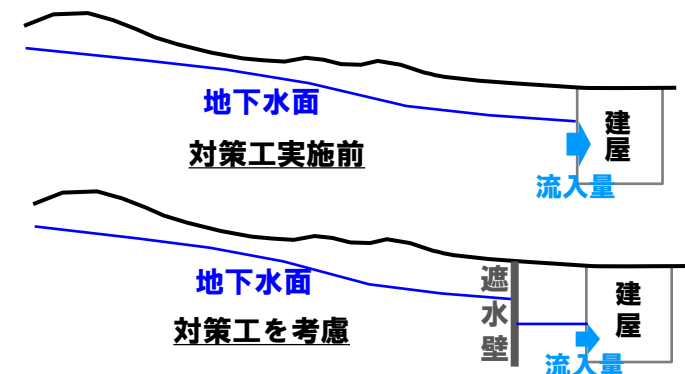 地下水面
建屋
対策工実施前
流入量
地下水面
遮水壁
建屋
対策工を考慮
流入量